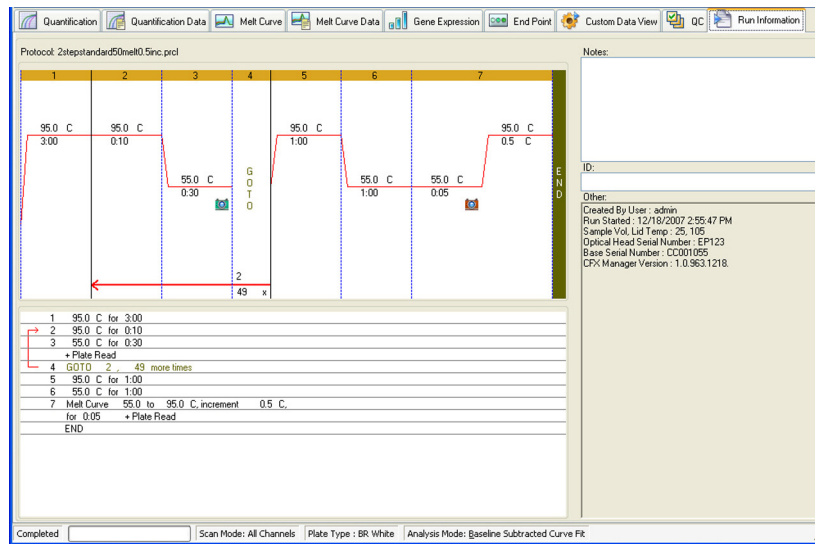 Quantification Quantification Data Melt Curve Melt Curve Data Gene Expression End Point Custom Data View QC Run Information
Protocol: 2stepstandard50melt0.5inc.prcl
1 2 3 4 5 6 7
95.0 C 95.0 C 95.0 C 95.0 C
3:00 0:10 1:00 0.5 C
55.0 C 55.0 C 55.0 C
0:30 1:00 0:05
GOTO
END
2
49 x
1 95.0 C for 3:00
2 95.0 C for 0:10
3 55.0 C for 0:30
+ Plate Read
4 GOTO 2 , 49 more times
5 95.0 C for 1:00
6 55.0 C for 1:00
7 Melt Curve 55.0 to 95.0 C, increment 0.5 C,
for 0:05 + Plate Read
END
Notes:
ID:
Other:
Created By User : admin
Run Started : 12/18/2007 2:55:47 PM
Sample Vol, Lid Temp : 25, 105
Optical Head Serial Number : EP123
Base Serial Number : CC001055
CFX Manager Version : 1.0.963.1218.
Completed Scan Mode: All Channels Plate Type : BR White Analysis Mode: Baseline Subtracted Curve Fit